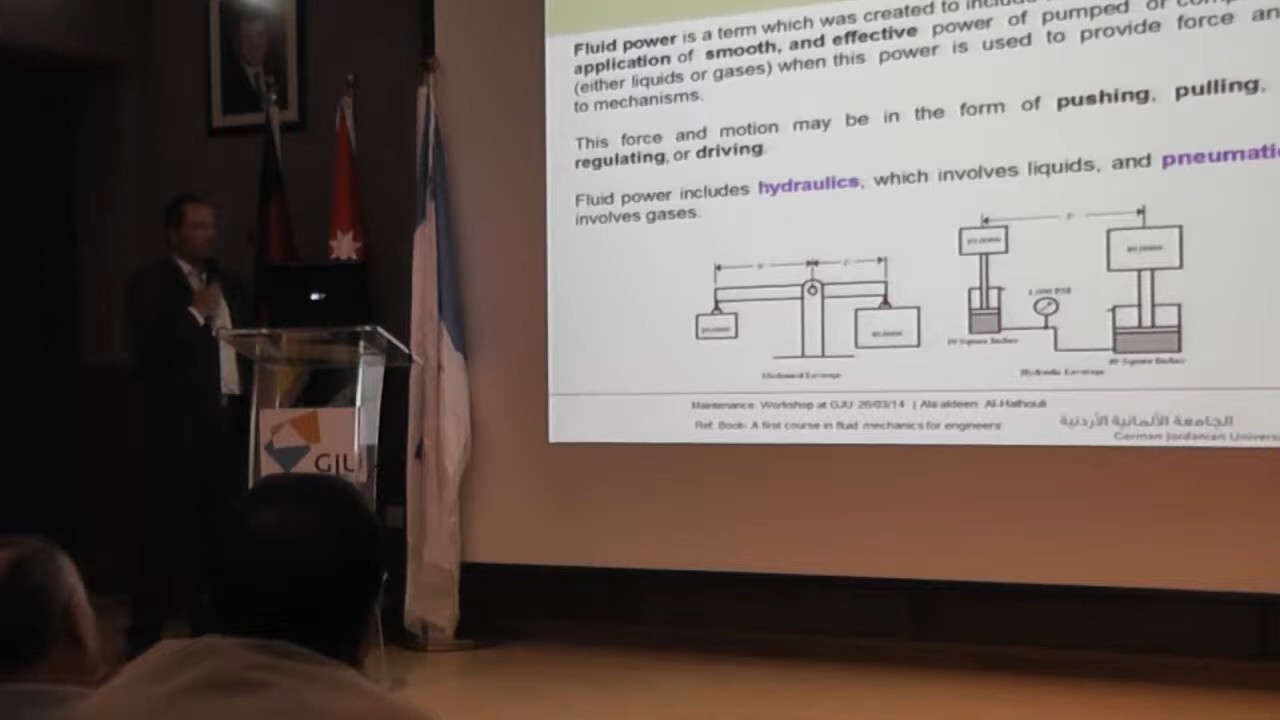 Fluid power is a term which was created to include
application of smooth, and effective power of pumped or
(either liquids or gases) when this power is used to provide force an
to mechanisms.
This force and motion may be in the form of pushing, pulling,
regulating, or driving.
Fluid power includes hydraulics, which involves liquids, and pneumatic
involves gases.
Maintenance Workshop at GJU 26/03/14 | Ala'aldeen Al-Halhouli
Ref. Book- A first course in fluid mechanics for engineers
الجامعة الألمانية الأردنية
German Jordanian Univers
GJU